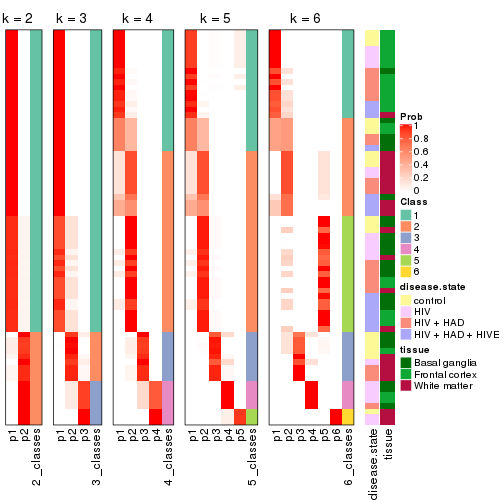 k = 2
k = 3
k = 4
k = 5
k = 6
Prob
1
0.8
0.6
0.4
0.2
0
Class
1
2
3
4
5
6
disease.state
control
HIV
HIV + HAD
HIV + HAD + HIVE
tissue
Basal ganglia
Frontal cortex
White matter
p1
p2
2_classes
p1
p2
p3
3_classes
p1
p2
p3
p4
4_classes
p1
p2
p3
p4
p5
5_classes
p1
p2
p3
p4
p5
p6
6_classes
disease.state
tissue